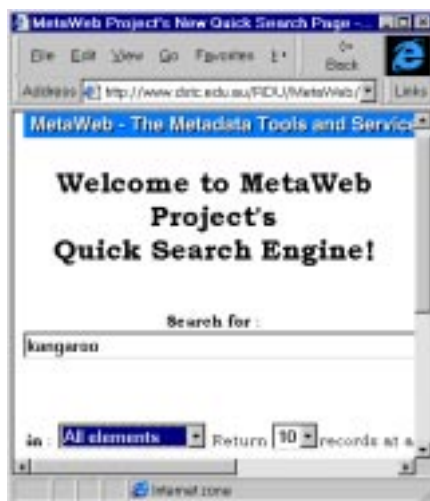 MetaWeb Project's New Quick Search Page -...
File Edit View Go Favorites
Back
Address http://www.dstc.edu.au/RDU/MetaWeb/ Links
MetaWeb - The Metadata Tools and Service
Welcome to MetaWeb
Project's
Quick Search Engine!
Search for :
kangaroo
in : All elements Return 10 records at a
Internet zone